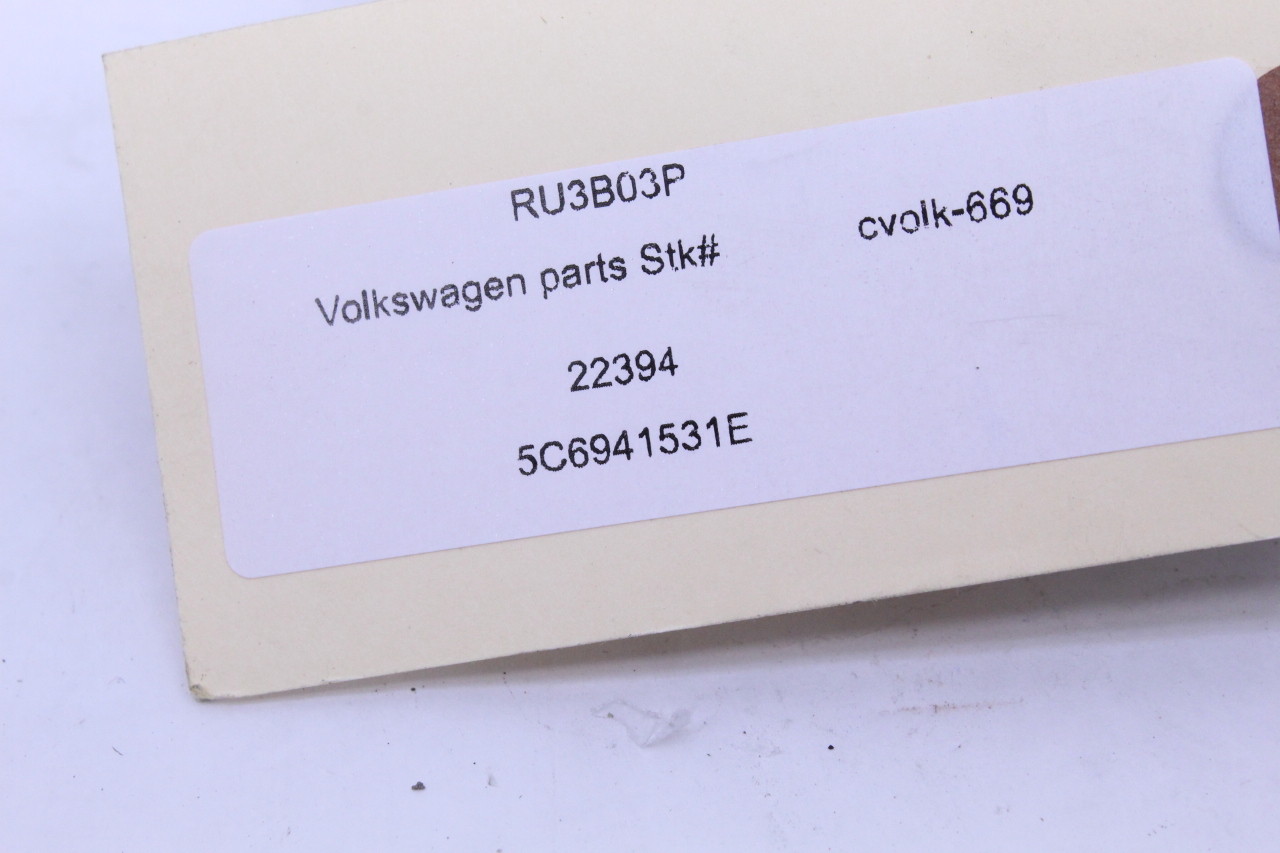 RU3B03P
Volkswagen parts Stk# cvolk-669
22394
5C6941531E